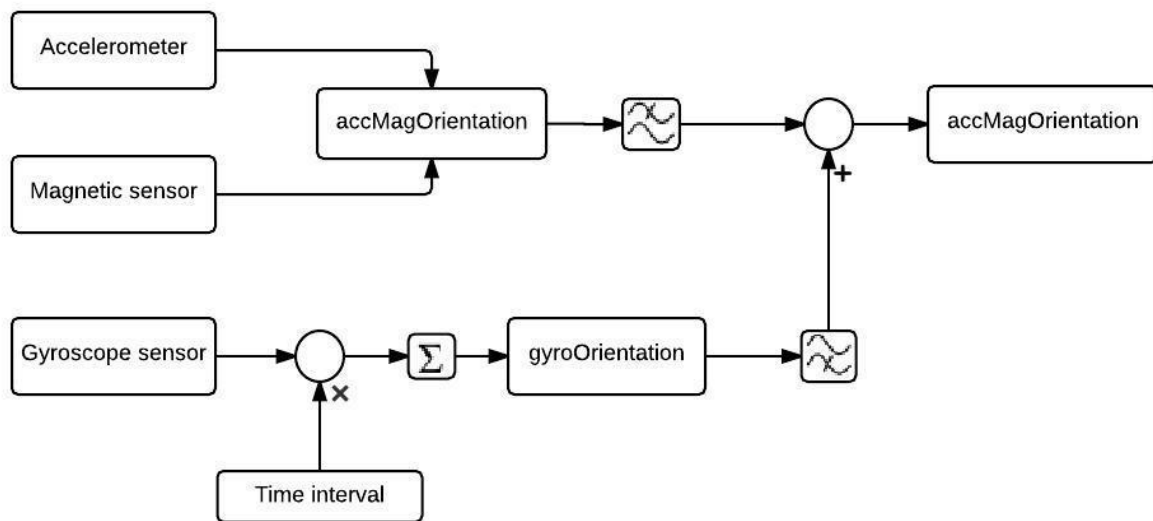 Accelerometer
accMagOrientation
accMagOrientation
Magnetic sensor
+
Gyroscope sensor
Σ
gyroOrientation
×
Time interval